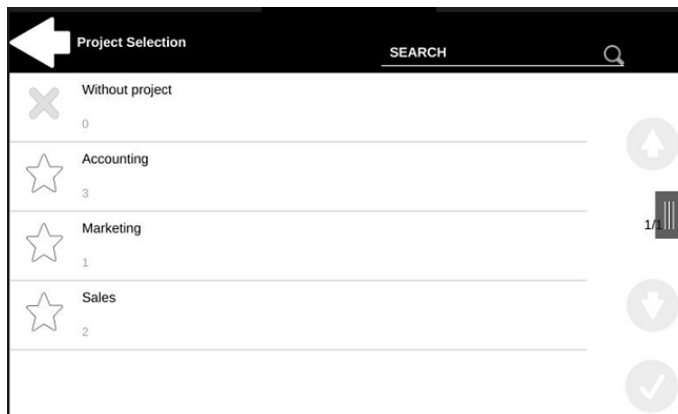 Project Selection
SEARCH
Without project
0
Accounting
3
Marketing
1/1
1
Sales
2